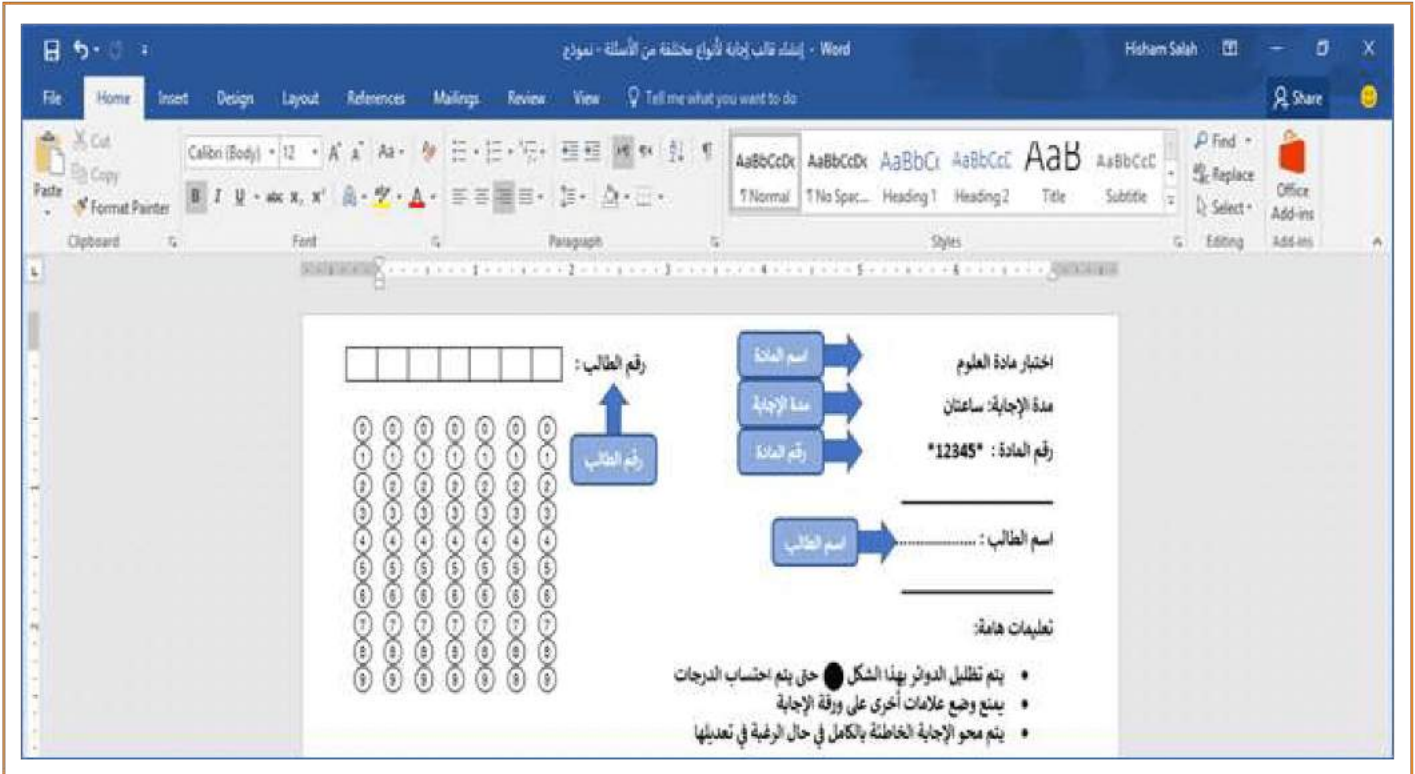 إنشاء قالب إجابة لأنواع مختلفة من الأسئلة - نموذج - Word
Hisham Salah
File Home Insert Design Layout References Mailings Review View Tell me what you want to do Share
Paste
Cut
Copy
Format Painter
Clipboard
Calibri (Body) 12
Font
Paragraph
AaBbCcDc AaBbCcDc AaBbCc AaBbCcC AaB AaBbCcC
¶ Normal ¶ No Spac... Heading 1 Heading 2 Title Subtitle
Styles
Find
Replace
Select
Editing
Office Add-ins
Add-ins
1 2 3 4 5 6
اختبار مادة العلوم
اسم المادة
مدة الإجابة: ساعتان
مدة الإجابة
رقم المادة : *12345*
رقم المادة
اسم الطالب : ....................
اسم الطالب
رقم الطالب :
رقم الطالب
0 0 0 0 0 0 0
1 1 1 1 1 1 1
2 2 2 2 2 2 2
3 3 3 3 3 3 3
4 4 4 4 4 4 4
5 5 5 5 5 5 5
6 6 6 6 6 6 6
7 7 7 7 7 7 7
8 8 8 8 8 8 8
9 9 9 9 9 9 9
تعليمات هامة:
• يتم تظليل الدوائر بهذا الشكل ● حتى يتم احتساب الدرجات
• يمنع وضع علامات أخرى على ورقة الإجابة
• يتم محو الإجابة الخاطئة بالكامل في حال الرغبة في تعديلها